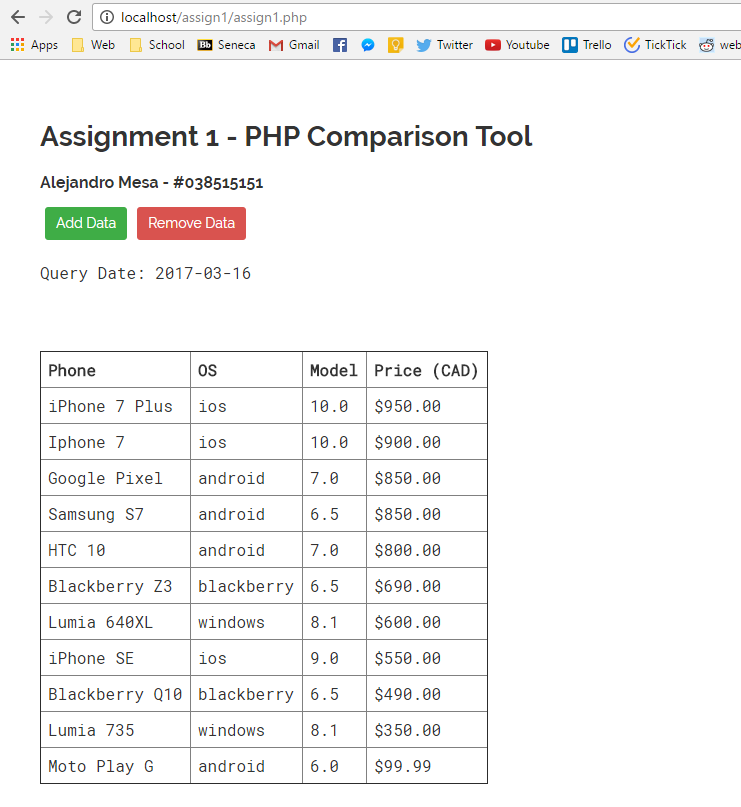 localhost/assign1/assign1.php
Apps Web School Bb Seneca Gmail Twitter Youtube Trello TickTick web
Assignment 1 - PHP Comparison Tool
Alejandro Mesa - #038515151
Add Data Remove Data
Query Date: 2017-03-16
Phone OS Model Price (CAD)
iPhone 7 Plus ios 10.0 $950.00
Iphone 7 ios 10.0 $900.00
Google Pixel android 7.0 $850.00
Samsung S7 android 6.5 $850.00
HTC 10 android 7.0 $800.00
Blackberry Z3 blackberry 6.5 $690.00
Lumia 640XL windows 8.1 $600.00
iPhone SE ios 9.0 $550.00
Blackberry Q10 blackberry 6.5 $490.00
Lumia 735 windows 8.1 $350.00
Moto Play G android 6.0 $99.99